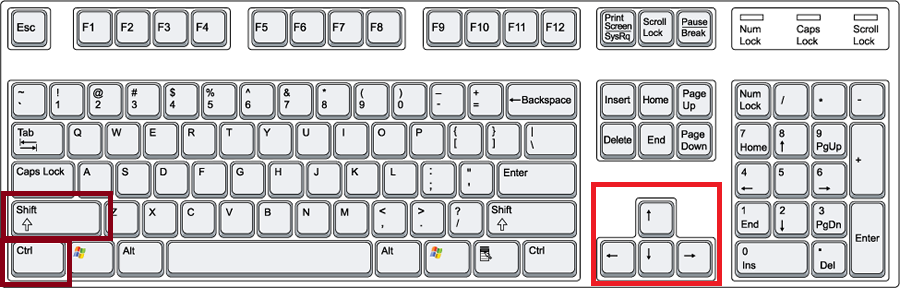 Esc F1 F2 F3 F4 F5 F6 F7 F8 F9 F10 F11 F12 Print Screen SysRq Scroll Lock Pause Break Num Lock Caps Lock Scroll Lock
~ ` ! 1 @ 2 # 3 $ 4 % 5 ^ 6 & 7 * 8 ( 9 ) 0 _ - + = ←Backspace Insert Home Page Up Num Lock / * -
Tab Q W E R T Y U I O P { [ } ] | \ Delete End Page Down 7 Home 8 ↑ 9 PgUp +
Caps Lock A S D F G H J K L : ; " ' Enter 4 ← 5 6 →
Shift ⇧ Z X C V B N M < , > . ? / Shift ⇧ ↑ 1 End 2 ↓ 3 PgDn Enter
Ctrl Alt Alt Ctrl ← ↓ → 0 Ins . Del